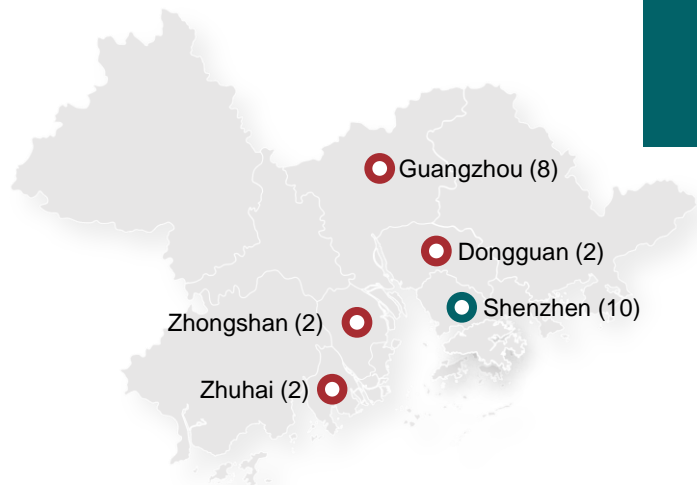 Guangzhou (8)
Dongguan (2)
Shenzhen (10)
Zhongshan (2)
Zhuhai (2)